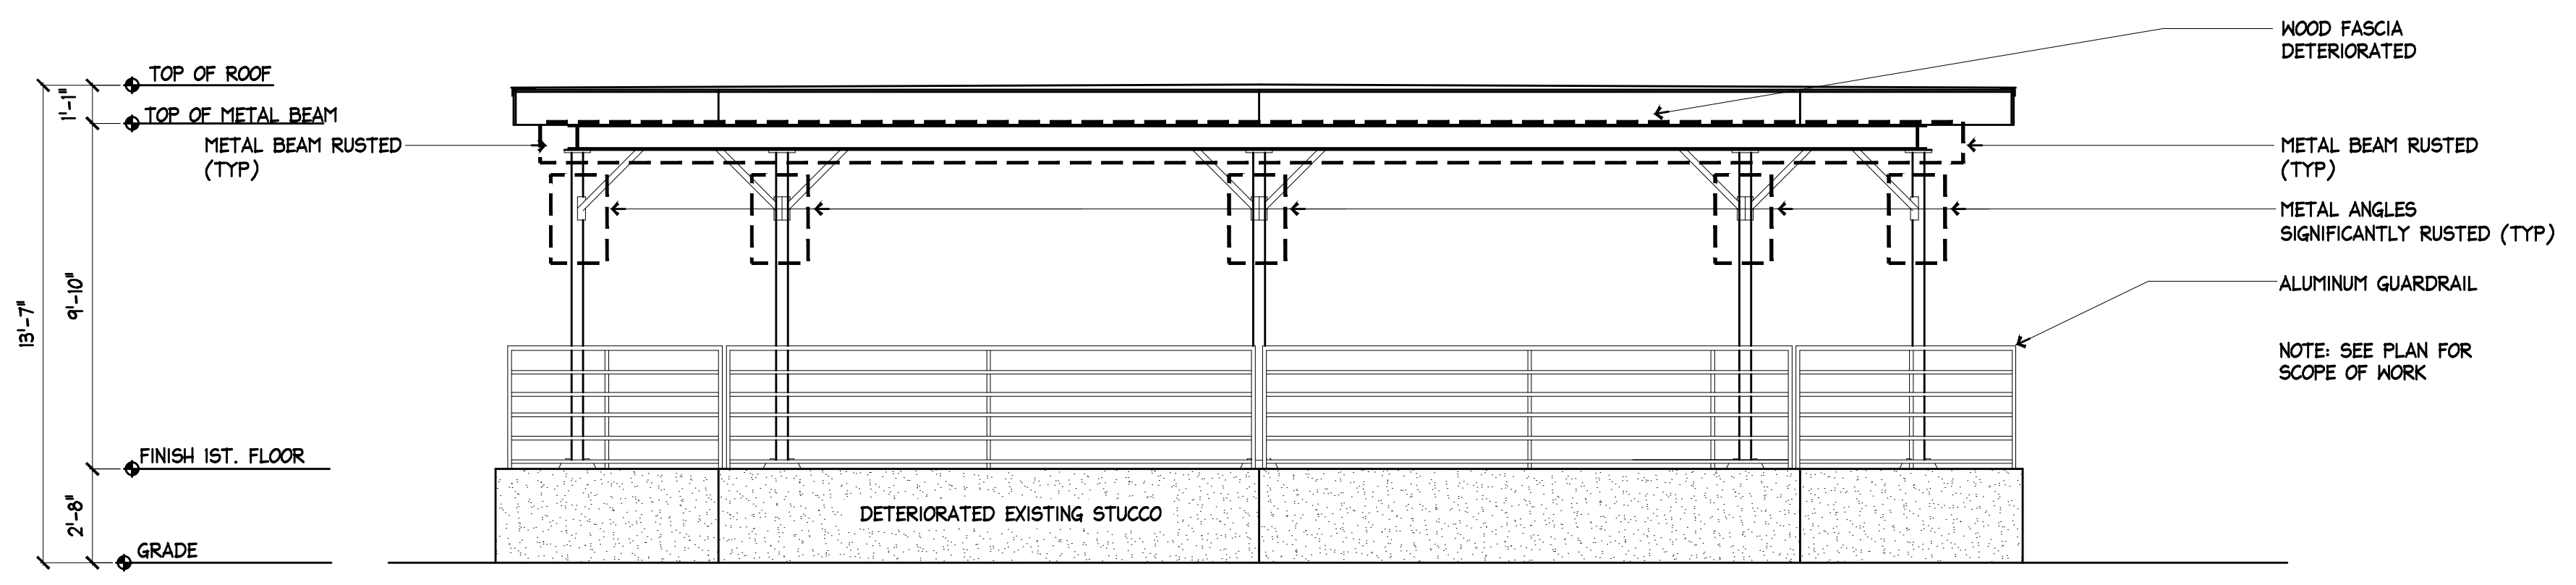 WOOD FASCIA
DETERIORATED
TOP OF ROOF
1'-1"
TOP OF METAL BEAM
METAL BEAM RUSTED
(TYP)
METAL BEAM RUSTED
(TYP)
METAL ANGLES
SIGNIFICANTLY RUSTED (TYP)
13'-7"
9'-10"
ALUMINUM GUARDRAIL
NOTE: SEE PLAN FOR
SCOPE OF WORK
FINISH 1ST. FLOOR
2'-8"
DETERIORATED EXISTING STUCCO
GRADE